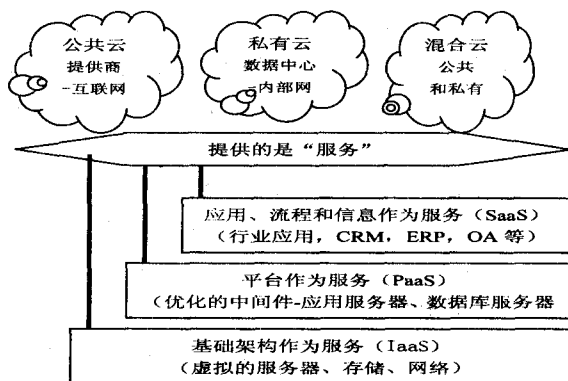 公共云
提供商
-互联网
私有云
数据中心
-内部网
混合云
公共
和私有
提供的是“服务”
应用、流程和信息作为服务（SaaS）
（行业应用，CRM，ERP，OA 等）
平台作为服务（PaaS）
（优化的中间件-应用服务器、数据库服务器
基础架构作为服务（IaaS）
（虚拟的服务器、存储、网络）